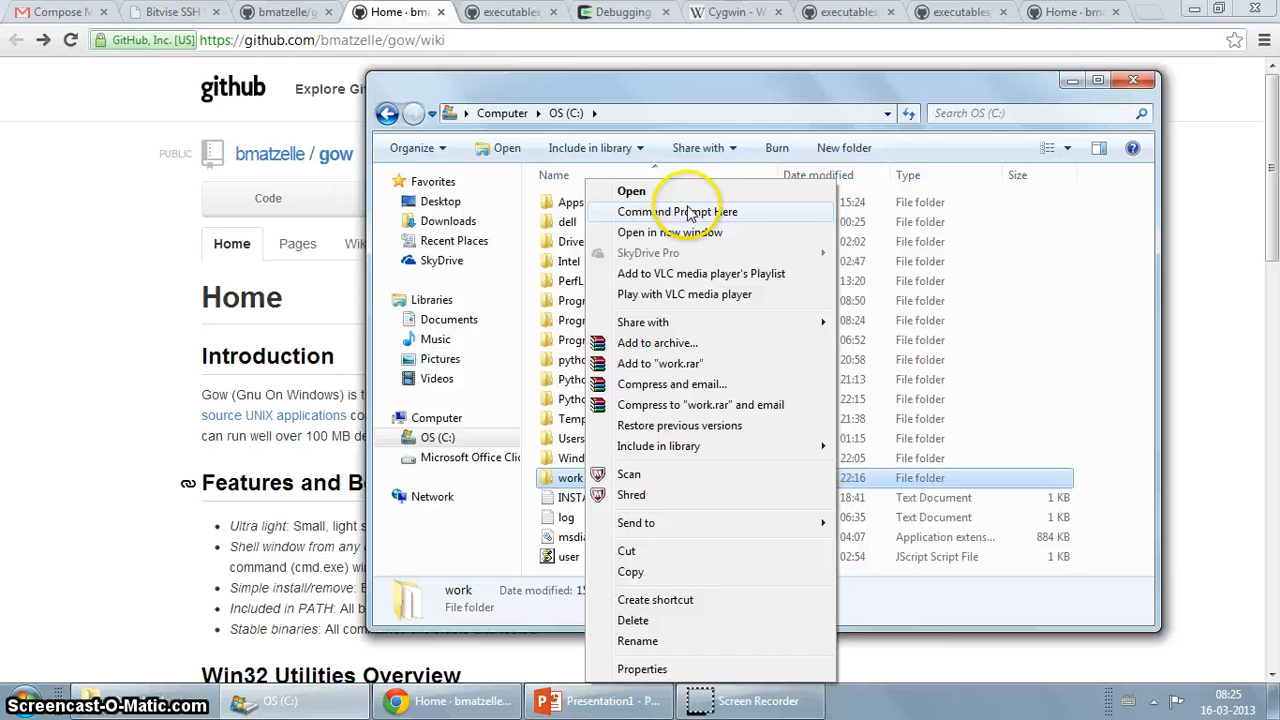 Compose M
Bitvise SSH
bmatzelle/g
Home · bma
executables
Debugging
Cygwin - W
executables
executables
Home · bm
GitHub, Inc. [US] https://github.com/bmatzelle/gow/wiki
github
Explore Git
PUBLIC bmatzelle / gow
Code
Home Pages Wik
Home
Introduction
Gow (Gnu On Windows) is t
source UNIX applications co
can run well over 100 MB de
Features and Be
Ultra light: Small, light s
Shell window from any
command (cmd.exe) wi
Simple install/remove: E
Included in PATH: All b
Stable binaries: All comm
Win32 Utilities Overview
Computer OS (C:)
Search OS (C:)
Organize Open Include in library Share with Burn New folder
Favorites
Desktop
Downloads
Recent Places
SkyDrive
Libraries
Documents
Music
Pictures
Videos
Computer
OS (C:)
Microsoft Office Clic
Network
Name Date modified Type Size
Apps 15:24 File folder
dell 00:25 File folder
Drive 02:02 File folder
Intel 02:47 File folder
PerfL 13:20 File folder
Progr 08:50 File folder
Progr 08:24 File folder
Progr 06:52 File folder
pytho 20:58 File folder
Pytho 21:13 File folder
Pytho 22:05 File folder
Temp 21:38 File folder
Users 01:15 File folder
Wind 22:05 File folder
work 22:16 File folder
INSTA 18:41 Text Document 1 KB
log 06:35 Text Document 1 KB
msdia 04:07 Application extens... 884 KB
user 02:54 JScript Script File 1 KB
Open
Command Prompt Here
Open in new window
SkyDrive Pro
Add to VLC media player's Playlist
Play with VLC media player
Share with
Add to archive...
Add to "work.rar"
Compress and email...
Compress to "work.rar" and email
Restore previous versions
Include in library
Scan
Shred
Send to
Cut
Copy
Create shortcut
Delete
Rename
Properties
work Date modified: 15
File folder
Screencast-O-Matic.com
OS (C:)
Home · bmatzelle...
Presentation1 - P...
Screen Recorder
08:25
16-03-2013